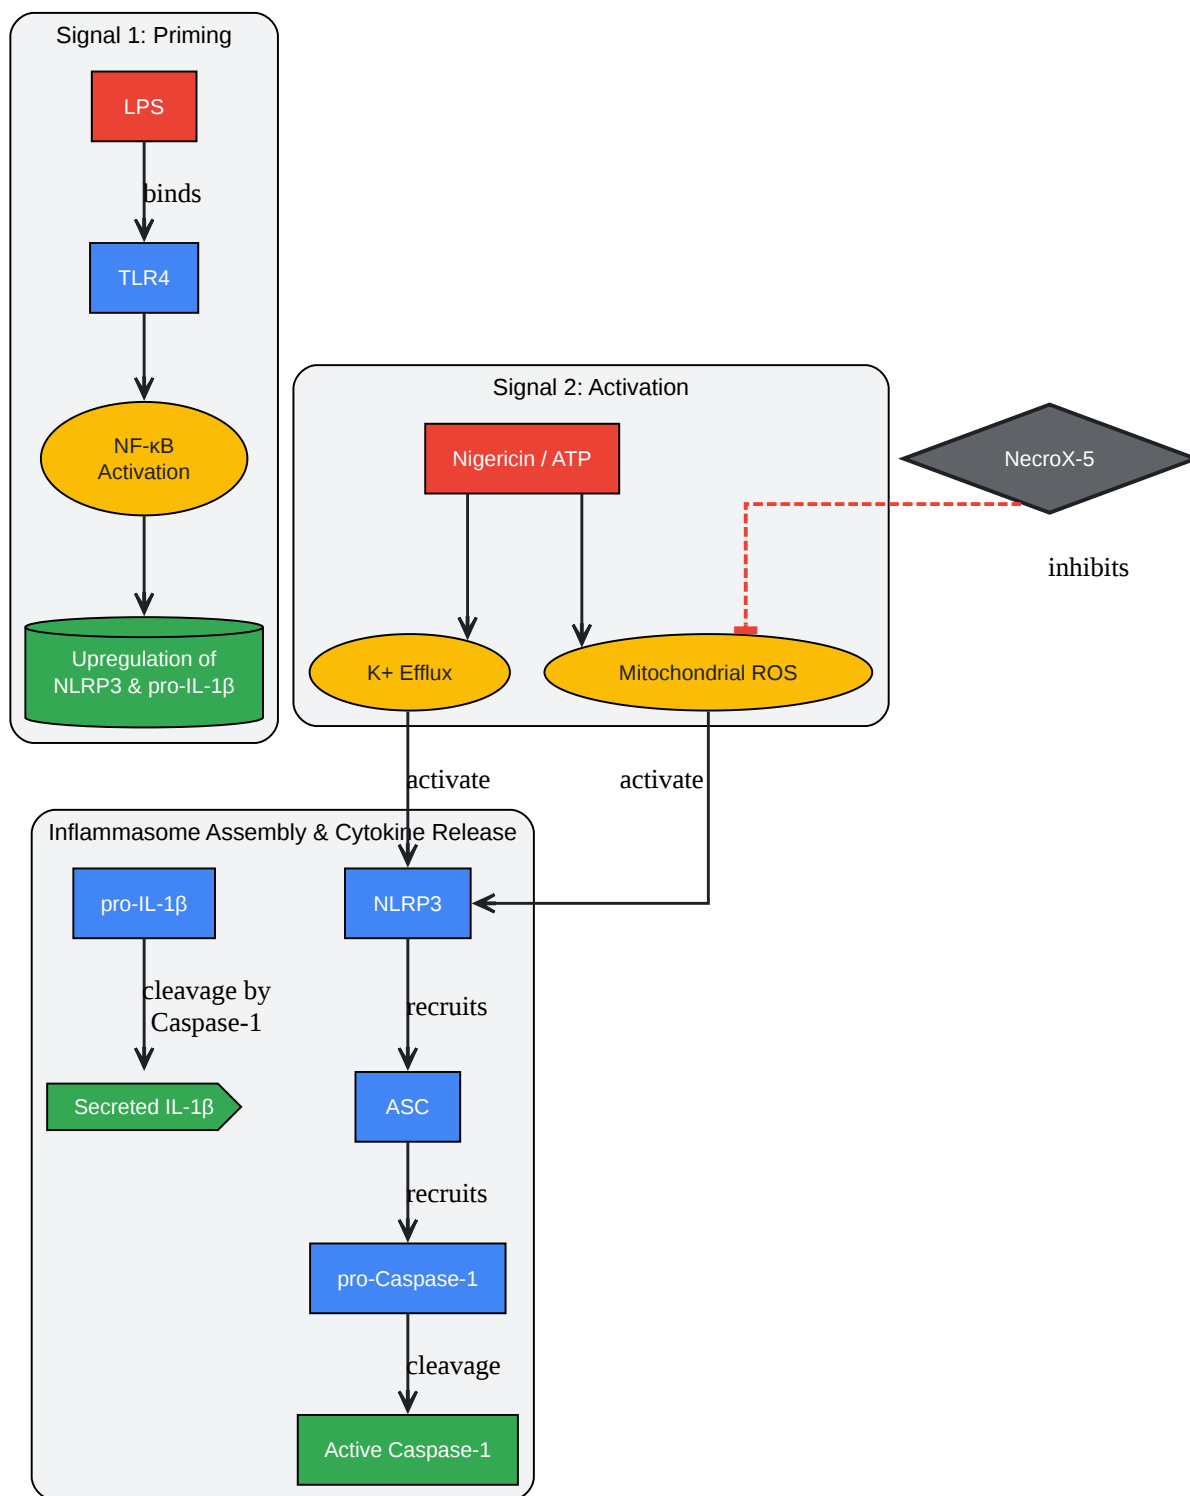 Signal 1: Priming
LPS
binds
TLR4
NF-κB
Activation
Upregulation of
NLRP3 & pro-IL-1β
Signal 2: Activation
Nigericin / ATP
NecroX-5
inhibits
K+ Efflux
Mitochondrial ROS
activate
activate
Inflammasome Assembly & Cytokine Release
pro-IL-1β
NLRP3
cleavage by
Caspase-1
recruits
Secreted IL-1β
ASC
recruits
pro-Caspase-1
cleavage
Active Caspase-1